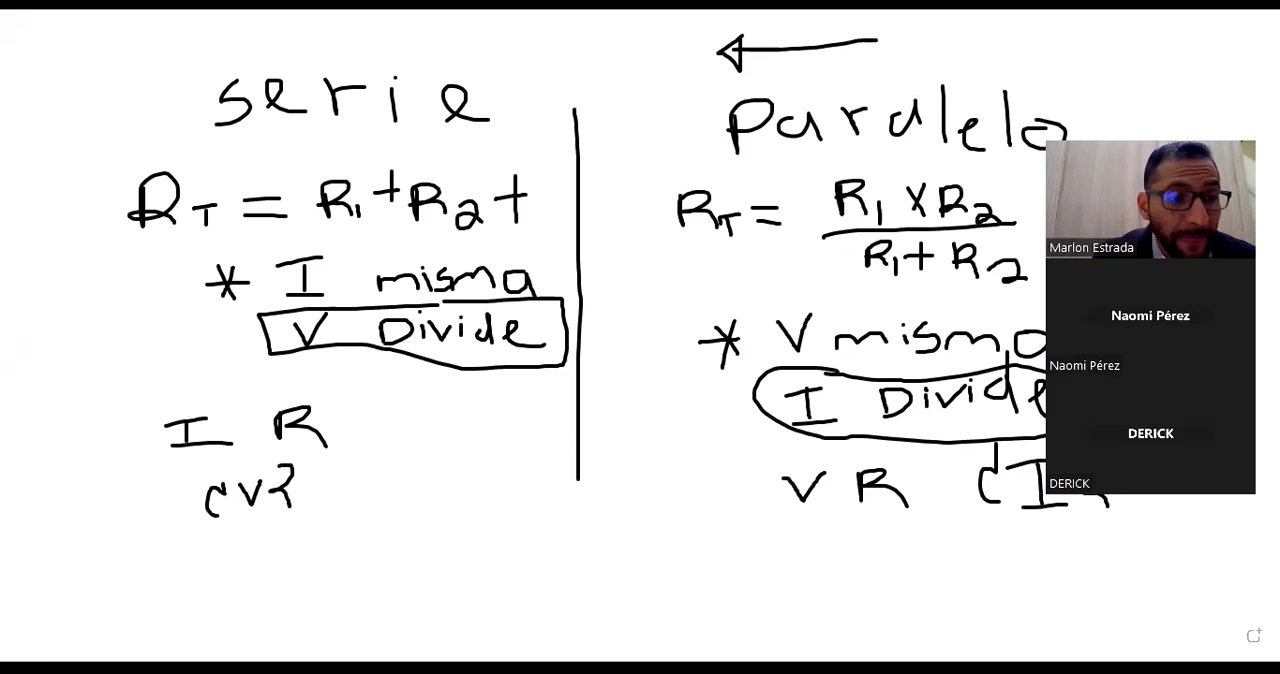 serie
RT = R1+R2+
* I misma
V Divide
I R
¿V?
Paralelo
RT = R1 x R2
R1 + R2
* V misma
I Divide
V R ¿I
Marlon Estrada
Naomi Pérez
Naomi Pérez
DERICK
DERICK